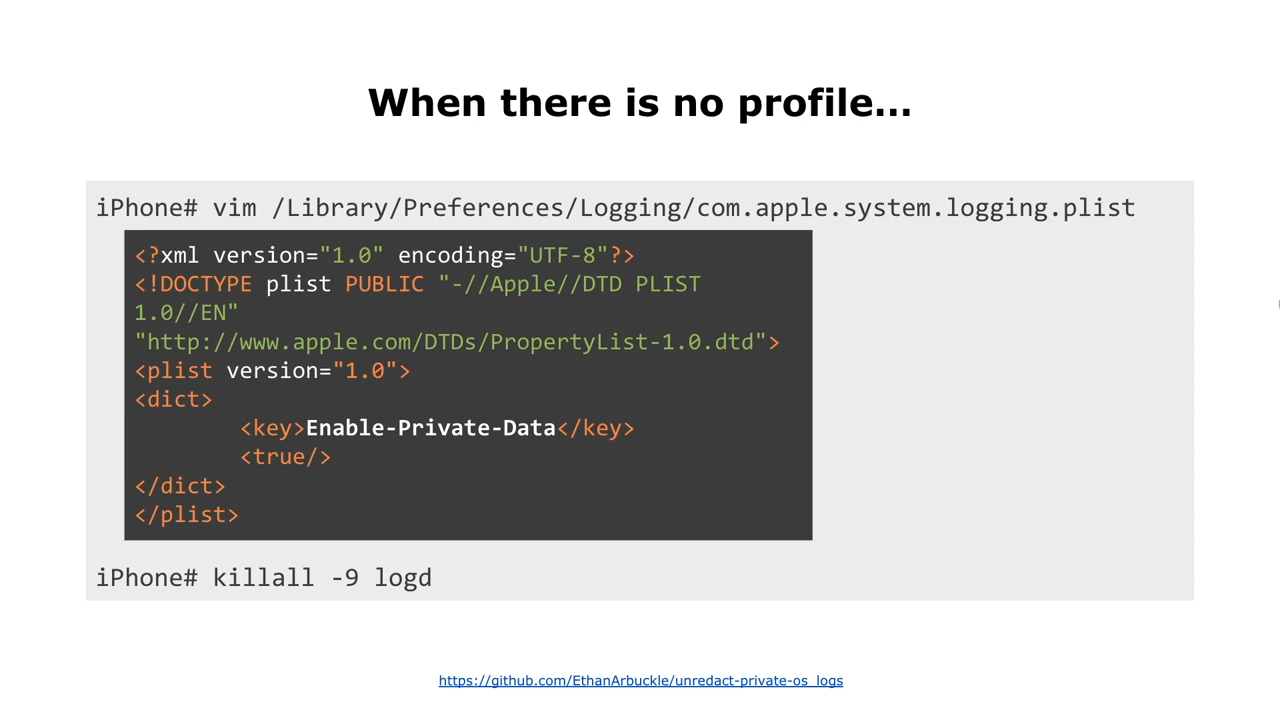 When there is no profile...
iPhone# vim /Library/Preferences/Logging/com.apple.system.logging.plist
<?xml version="1.0" encoding="UTF-8"?>
<!DOCTYPE plist PUBLIC "-//Apple//DTD PLIST
1.0//EN"
"http://www.apple.com/DTDs/PropertyList-1.0.dtd">
<plist version="1.0">
<dict>
<key>Enable-Private-Data</key>
<true/>
</dict>
</plist>
iPhone# killall -9 logd
https://github.com/EthanArbuckle/unredact-private-os_logs